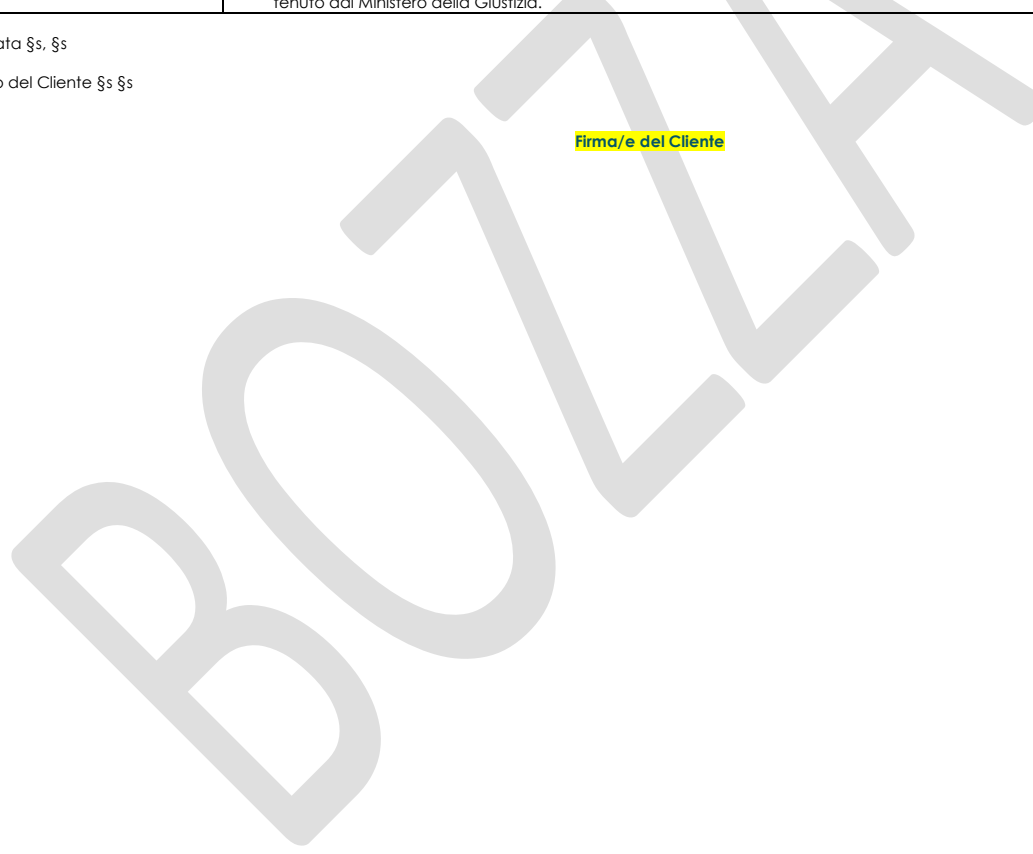 tenuto dal Ministero della Giustizia.
ata §s, §s
o del Cliente §s §s
Firma/e del Cliente
BOZZA